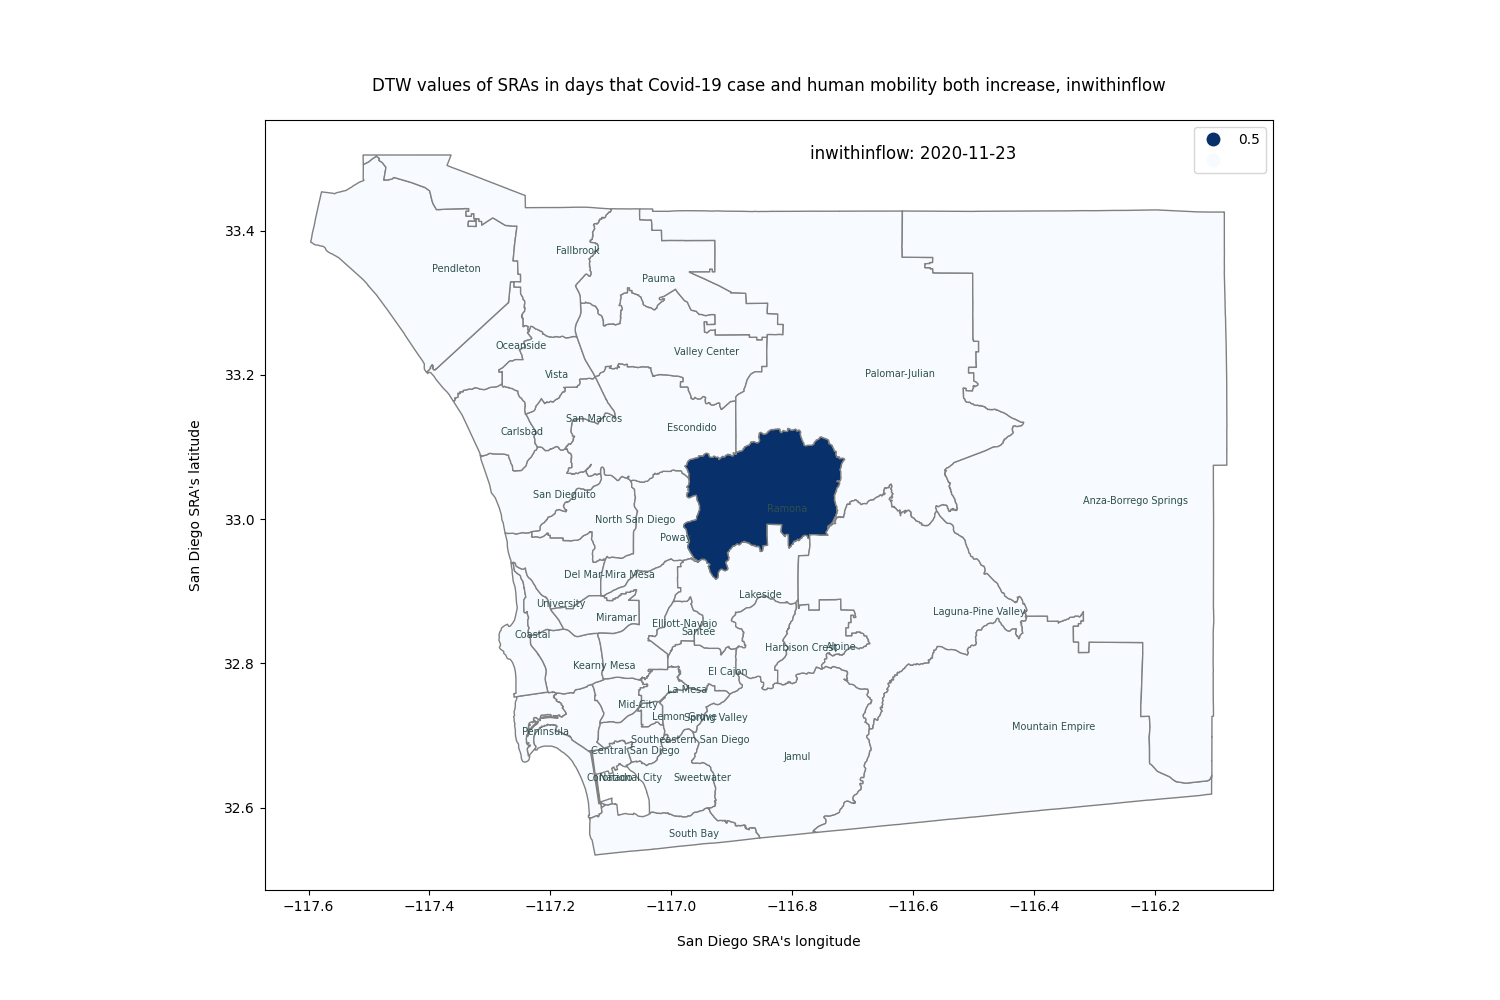 DTW values of SRAs in days that Covid-19 case and human mobility both increase, inwithinflow
inwithinflow: 2020-11-23
0.5
33.4
33.2
33.0
32.8
32.6
San Diego SRA's latitude
Fallbrook
Pendleton
Pauma
Oceanside
Valley Center
Vista
Palomar-Julian
San Marcos
Carlsbad
Escondido
San Dieguito
Anza-Borrego Springs
Ramona
North San Diego
Poway
Del Mar-Mira Mesa
Lakeside
University
Miramar
Laguna-Pine Valley
Elliott-Navajo
Santee
Coastal
Harbison Crest
Alpine
Kearny Mesa
El Cajon
La Mesa
Mid-City
Lemon Grove
Spring Valley
Mountain Empire
Peninsula
Southeastern San Diego
Central San Diego
Jamul
Coronado
National City
Sweetwater
South Bay
−117.6
−117.4
−117.2
−117.0
−116.8
−116.6
−116.4
−116.2
San Diego SRA's longitude